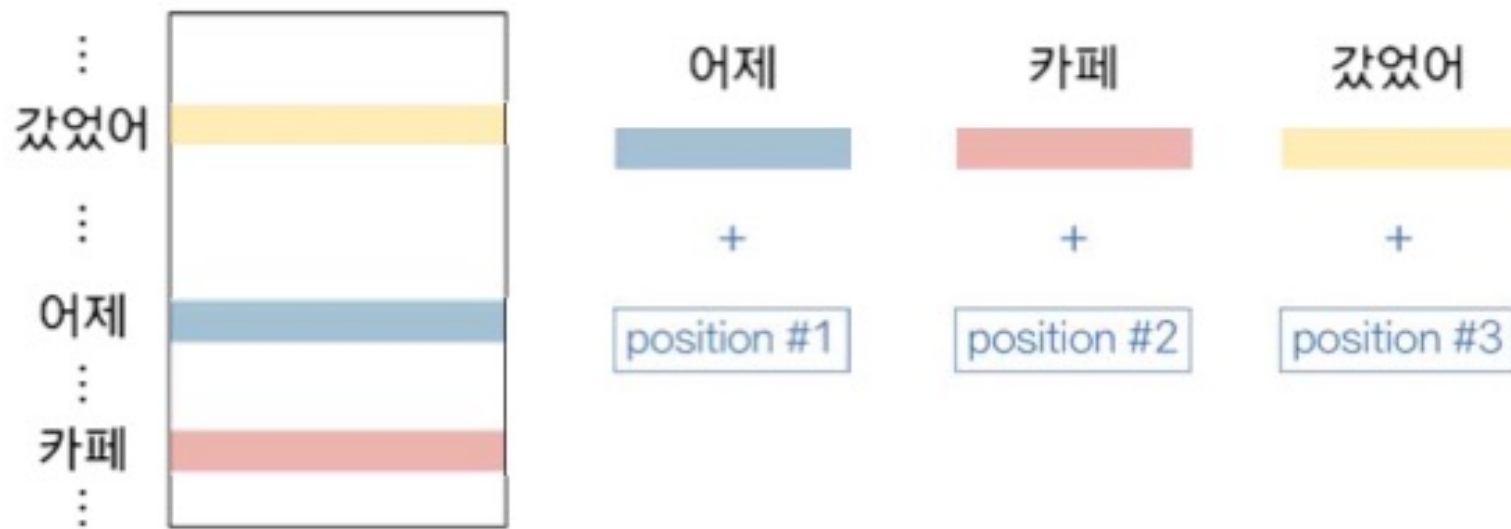 ⋮
갔었어
⋮
어제
⋮
카페
⋮
어제 카페 갔었어
+ + +
position #1 position #2 position #3